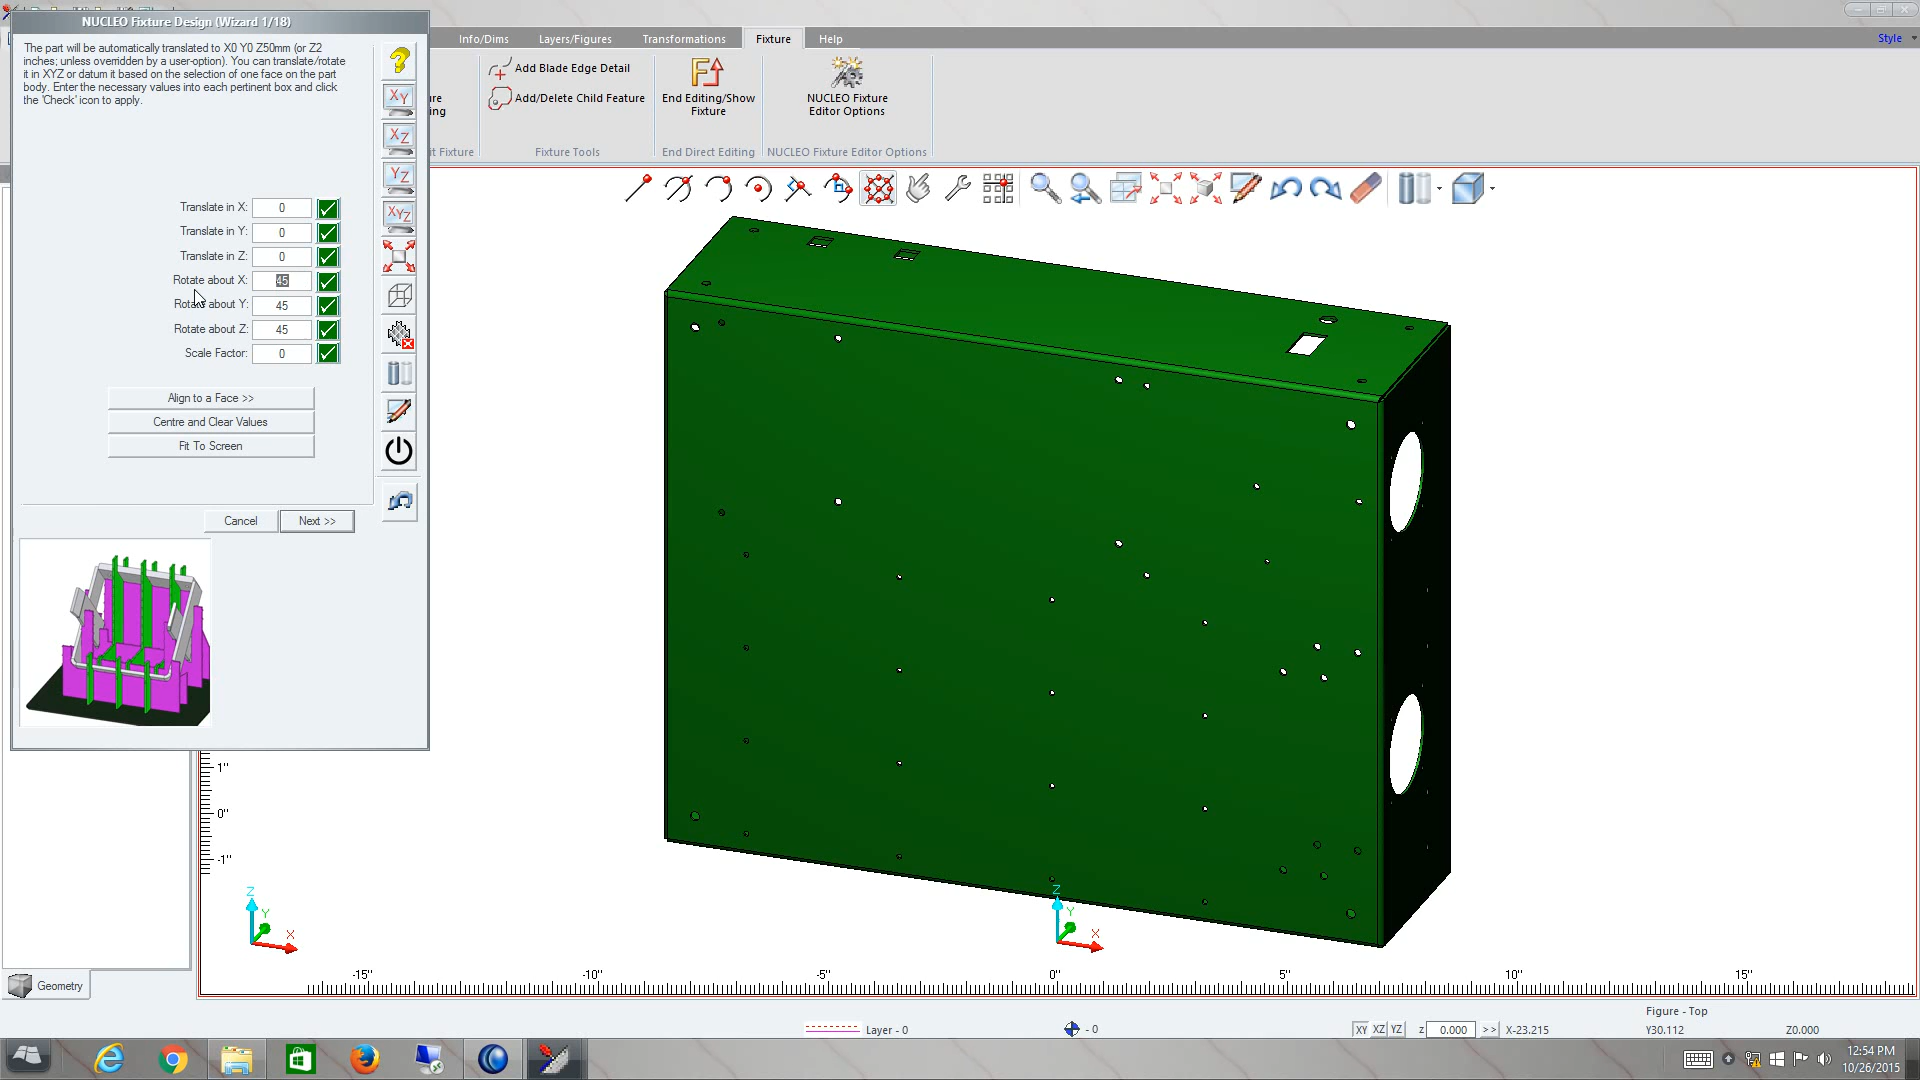 NUCLEO Fixture Design (Wizard 1/18)
The part will be automatically translated to X0 Y0 Z50mm (or Z2
inches; unless overridden by a user-option). You can translate/rotate
it in XYZ or datum it based on the selection of one face on the part
body. Enter the necessary values into each pertinent box and click
the 'Check' icon to apply.
Translate in X: 0
Translate in Y: 0
Translate in Z: 0
Rotate about X: 45
Rotate about Y: 45
Rotate about Z: 45
Scale Factor: 0
Align to a Face >>
Centre and Clear Values
Fit To Screen
Cancel
Next >>
?
XY
XZ
YZ
XYZ
Info/Dims
Layers/Figures
Transformations
Fixture
Help
Style
Add Blade Edge Detail
Add/Delete Child Feature
Fixture Tools
End Editing/Show
Fixture
End Direct Editing
NUCLEO Fixture
Editor Options
NUCLEO Fixture Editor Options
1"
0"
-1"
Z
Y
X
Z
Y
X
-15"
-10"
-5"
0"
5"
10"
15"
Geometry
Figure - Top
Layer - 0
- 0
XY XZ YZ z 0.000 >> X-23.215 Y30.112 Z0.000
12:54 PM
10/26/2015